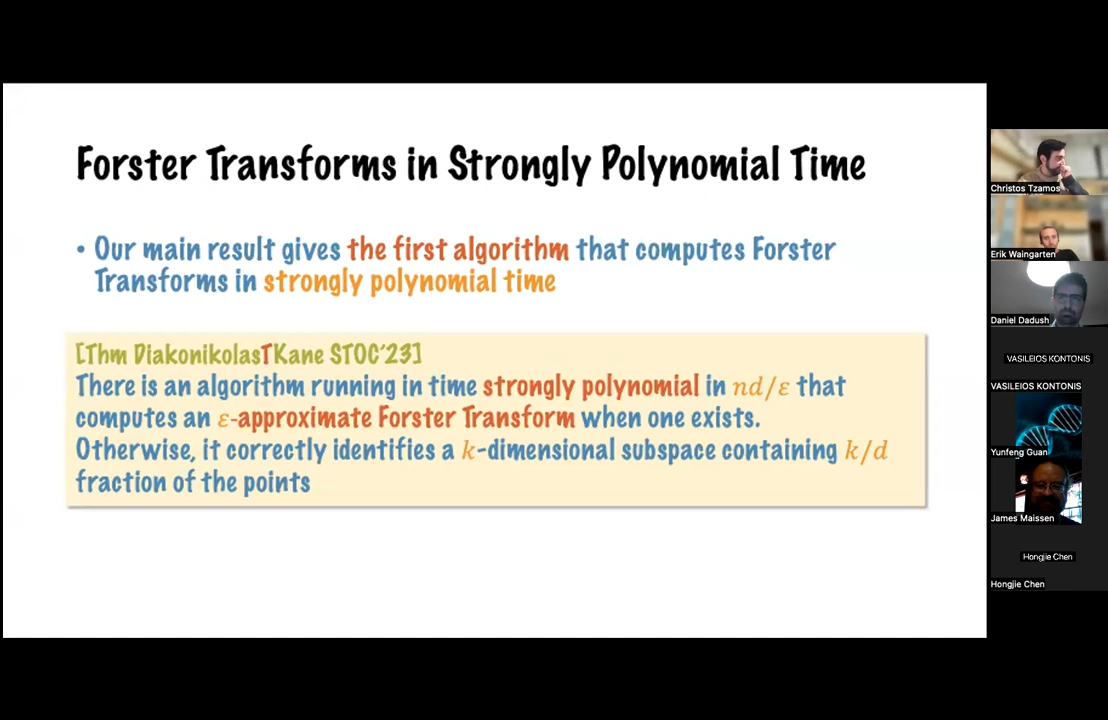 Forster Transforms in Strongly Polynomial Time
• Our main result gives the first algorithm that computes Forster
Transforms in strongly polynomial time
[Thm DiakonikolasTKane STOC'23]
There is an algorithm running in time strongly polynomial in nd/ε that
computes an ε-approximate Forster Transform when one exists.
Otherwise, it correctly identifies a k-dimensional subspace containing k/d
fraction of the points
Christos Tzamos
Erik Waingarten
Daniel Dadush
VASILEIOS KONTONIS
VASILEIOS KONTONIS
Yunfeng Guan
James Maissen
Hongjie Chen
Hongjie Chen